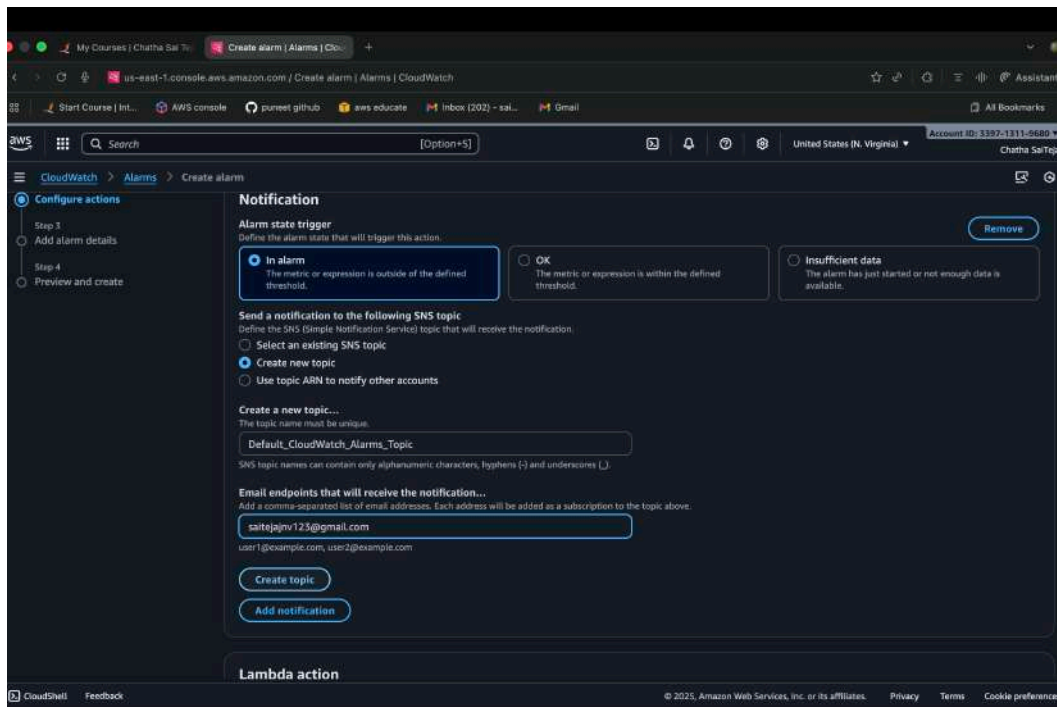 My Courses | Chatha Sai Te
Create alarm | Alarms | Clou
us-east-1.console.aws.amazon.com / Create alarm | Alarms | CloudWatch
Assistant
Start Course | Int...
AWS console
puneet github
aws educate
Inbox (202) - sai...
Gmail
All Bookmarks
aws
Search
[Option+S]
United States (N. Virginia)
Account ID: 3397-1311-9680
Chatha SaiTeja
CloudWatch > Alarms > Create alarm
Configure actions
Step 3
Add alarm details
Step 4
Preview and create
Notification
Alarm state trigger
Define the alarm state that will trigger this action.
Remove
In alarm
The metric or expression is outside of the defined
threshold.
OK
The metric or expression is within the defined
threshold.
Insufficient data
The alarm has just started or not enough data is
available.
Send a notification to the following SNS topic
Define the SNS (Simple Notification Service) topic that will receive the notification.
Select an existing SNS topic
Create new topic
Use topic ARN to notify other accounts
Create a new topic...
The topic name must be unique.
Default_CloudWatch_Alarms_Topic
SNS topic names can contain only alphanumeric characters, hyphens (-) and underscores (_).
Email endpoints that will receive the notification...
Add a comma-separated list of email addresses. Each address will be added as a subscription to the topic above.
saitejajnv123@gmail.com
user1@example.com, user2@example.com
Create topic
Add notification
Lambda action
CloudShell
Feedback
© 2025, Amazon Web Services, Inc. or its affiliates.
Privacy
Terms
Cookie preference